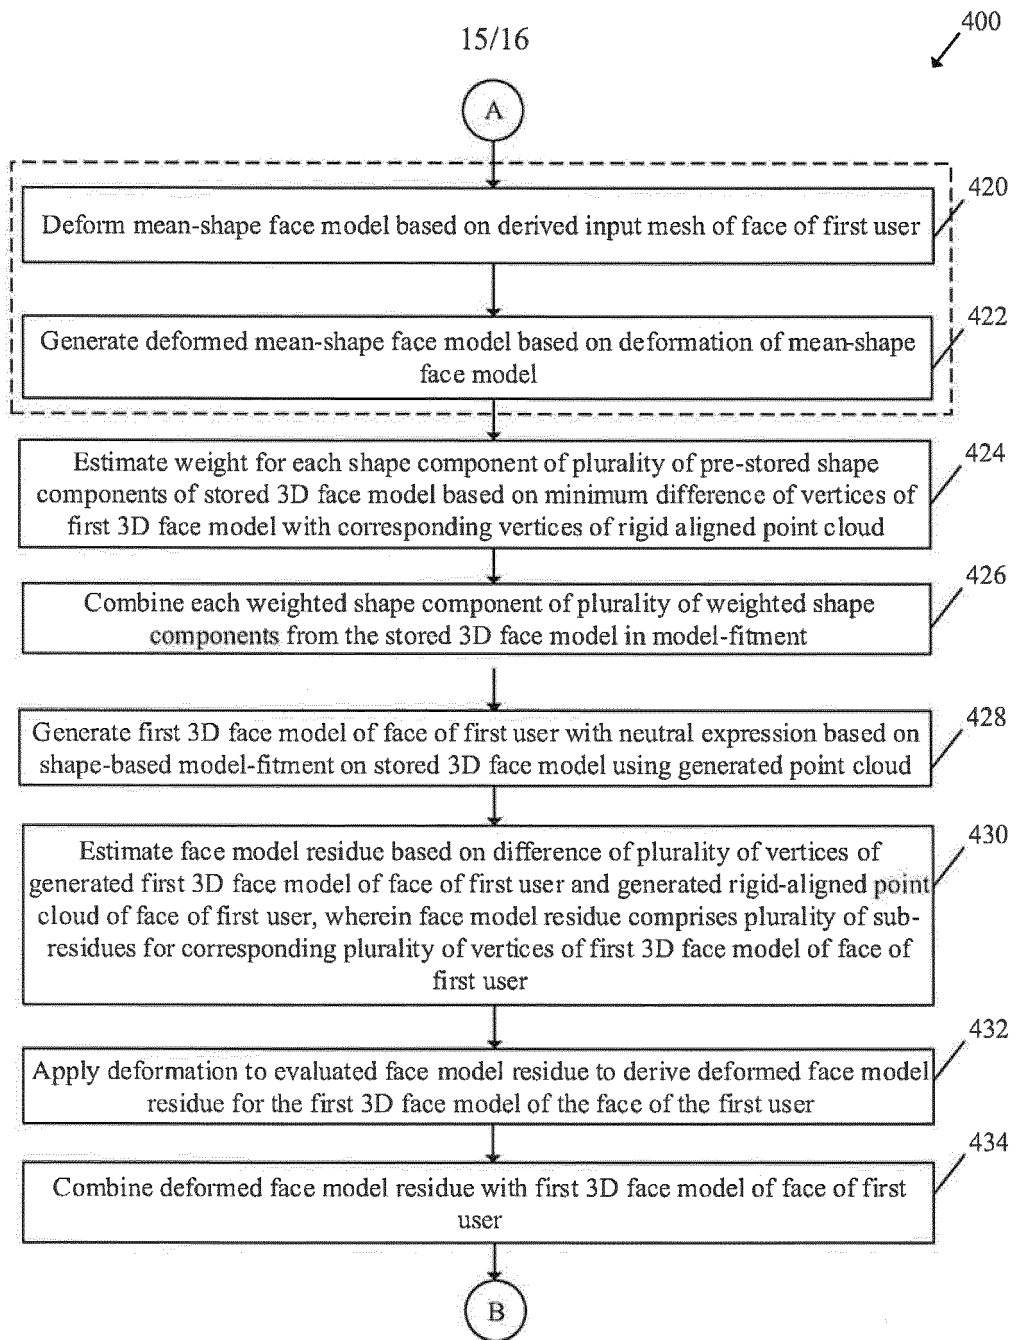 400
15/16
A
420
Deform mean-shape face model based on derived input mesh of face of first user
422
Generate deformed mean-shape face model based on deformation of mean-shape
face model
424
Estimate weight for each shape component of plurality of pre-stored shape
components of stored 3D face model based on minimum difference of vertices of
first 3D face model with corresponding vertices of rigid aligned point cloud
426
Combine each weighted shape component of plurality of weighted shape
components from the stored 3D face model in model-fitment
428
Generate first 3D face model of face of first user with neutral expression based on
shape-based model-fitment on stored 3D face model using generated point cloud
430
Estimate face model residue based on difference of plurality of vertices of
generated first 3D face model of face of first user and generated rigid-aligned point
cloud of face of first user, wherein face model residue comprises plurality of sub-
residues for corresponding plurality of vertices of first 3D face model of face of
first user
432
Apply deformation to evaluated face model residue to derive deformed face model
residue for the first 3D face model of the face of the first user
434
Combine deformed face model residue with first 3D face model of face of first
user
B